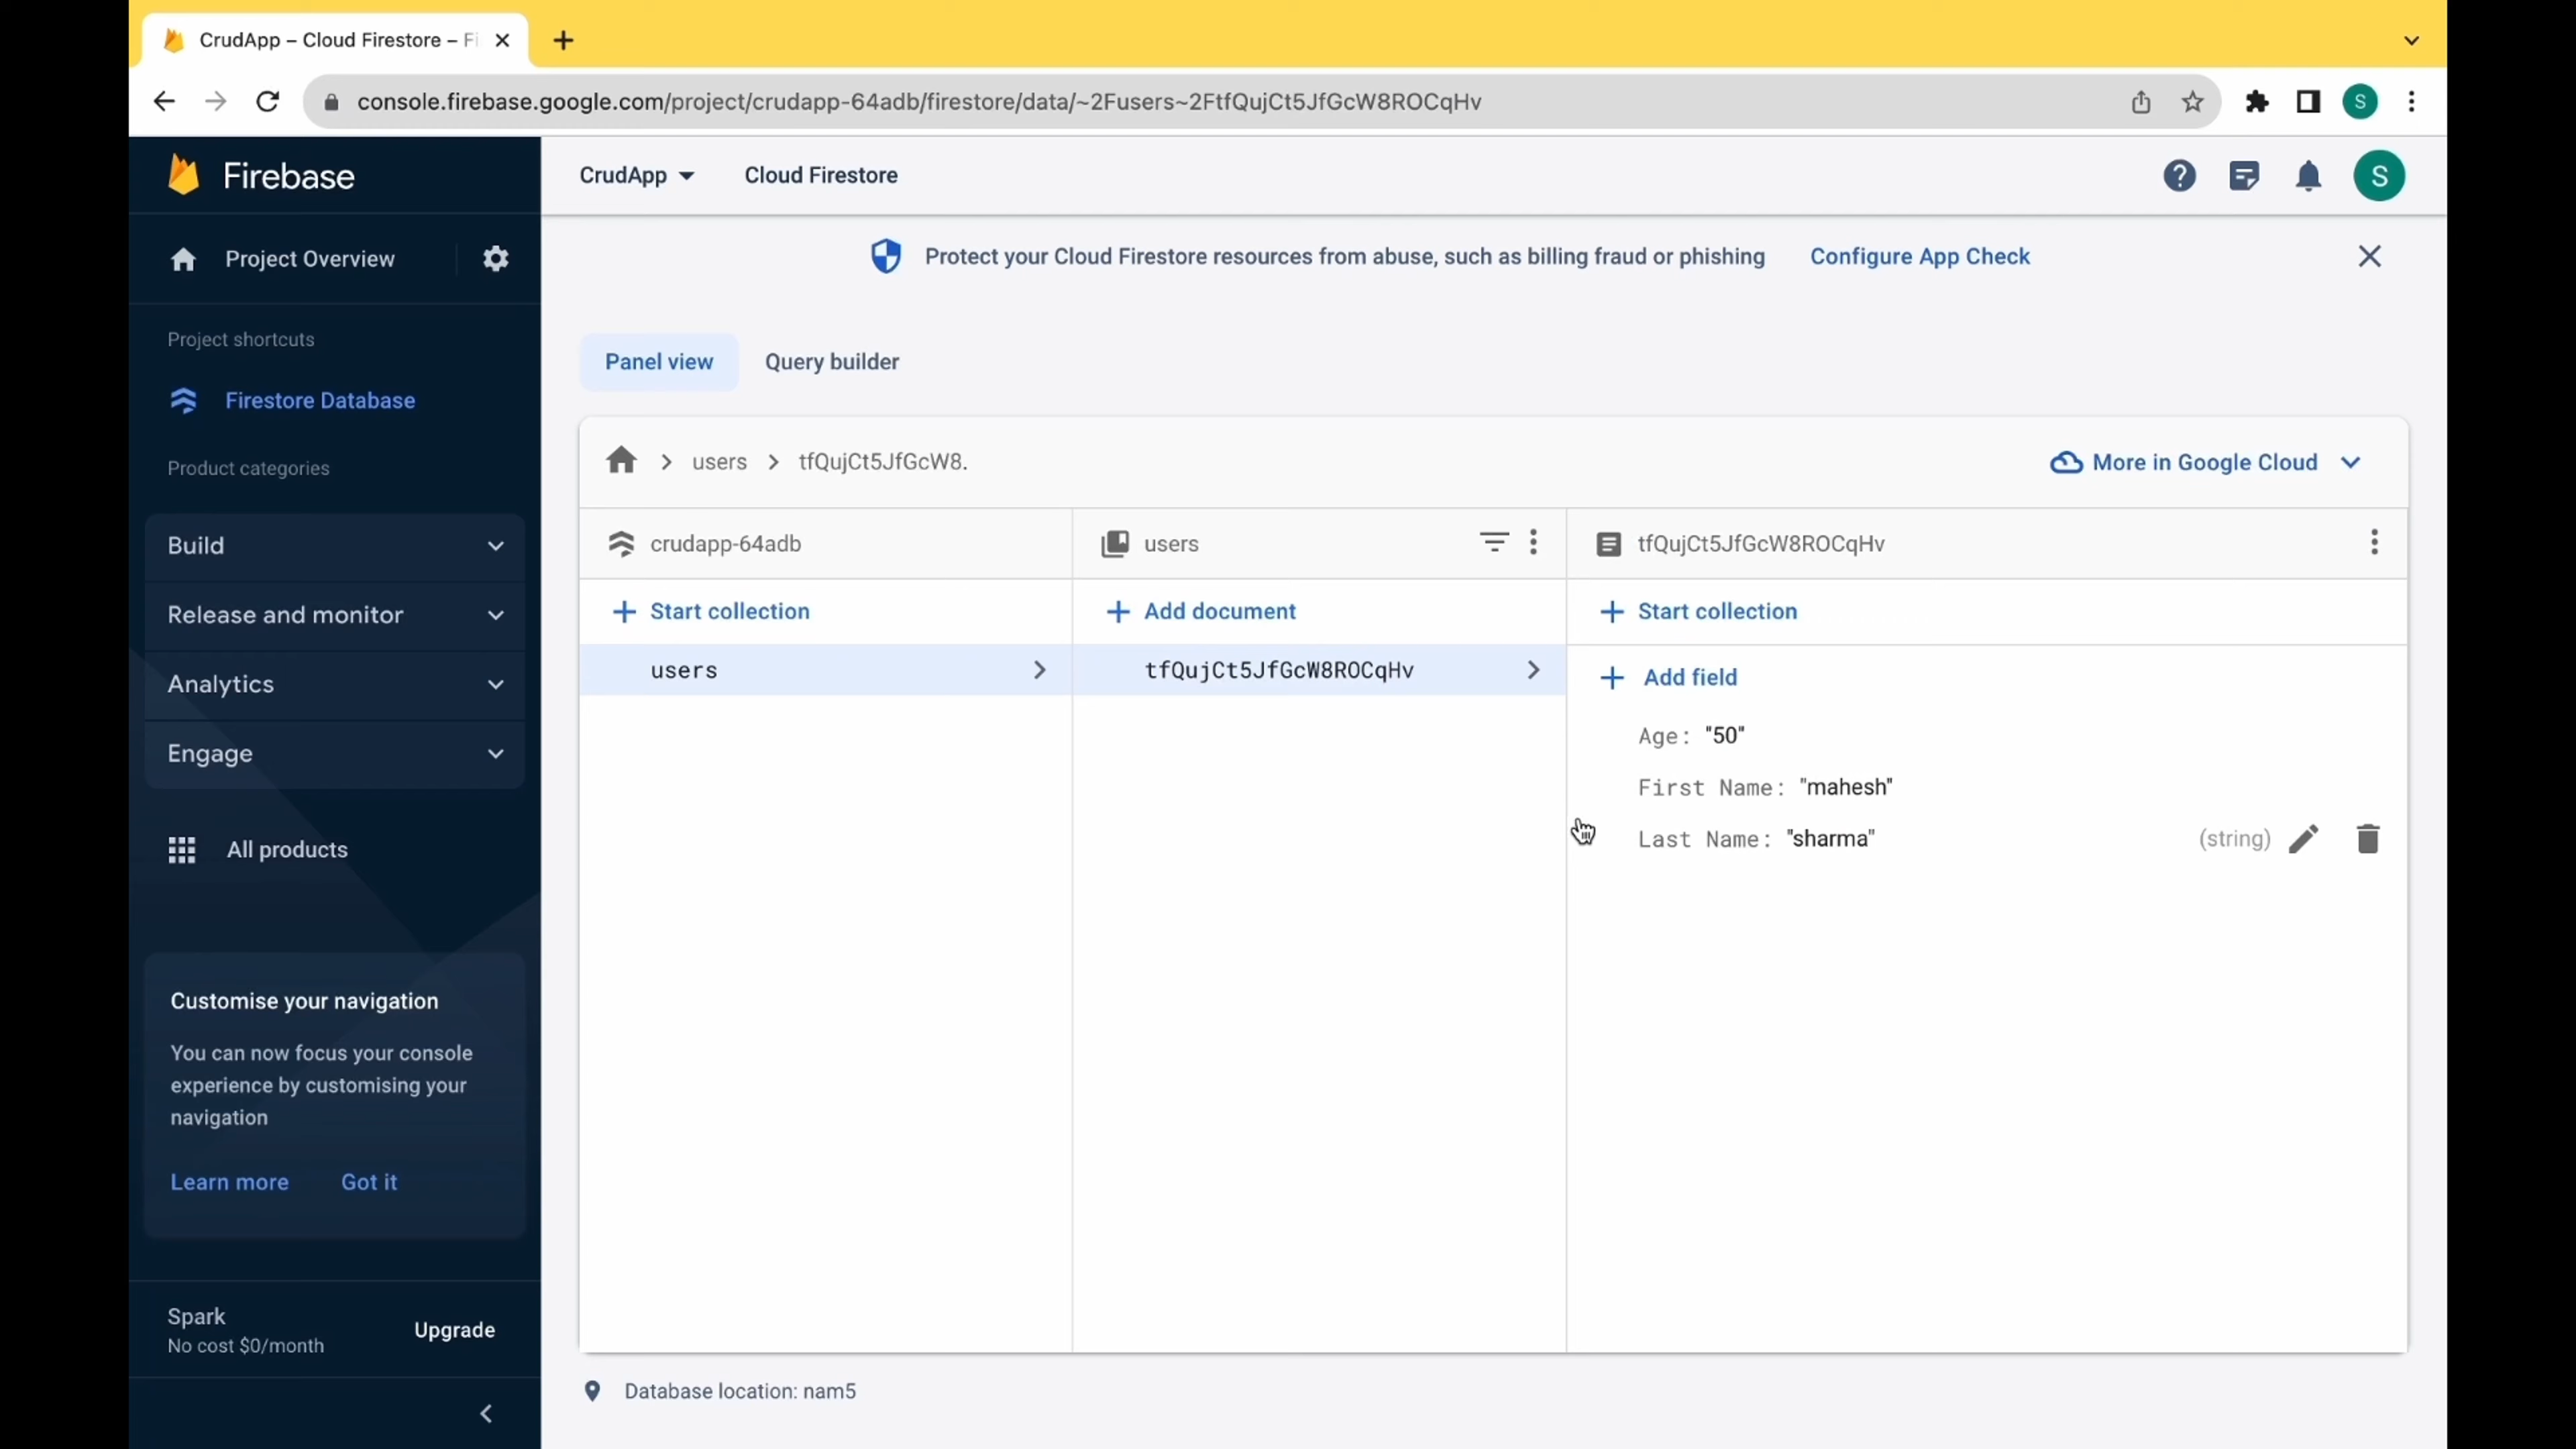 CrudApp – Cloud Firestore – Fi
console.firebase.google.com/project/crudapp-64adb/firestore/data/~2Fusers~2FtfQujCt5JfGcW8ROCqHv
S
Firebase
CrudApp
Cloud Firestore
S
Project Overview
Protect your Cloud Firestore resources from abuse, such as billing fraud or phishing
Configure App Check
Project shortcuts
Firestore Database
Product categories
Build
Release and monitor
Analytics
Engage
All products
Customise your navigation
You can now focus your console
experience by customising your
navigation
Learn more
Got it
Spark
No cost $0/month
Upgrade
Panel view
Query builder
users
tfQujCt5JfGcW8.
More in Google Cloud
crudapp-64adb
users
tfQujCt5JfGcW8ROCqHv
Start collection
Add document
Start collection
users
tfQujCt5JfGcW8ROCqHv
Add field
Age: "50"
First Name: "mahesh"
Last Name: "sharma"
(string)
Database location: nam5